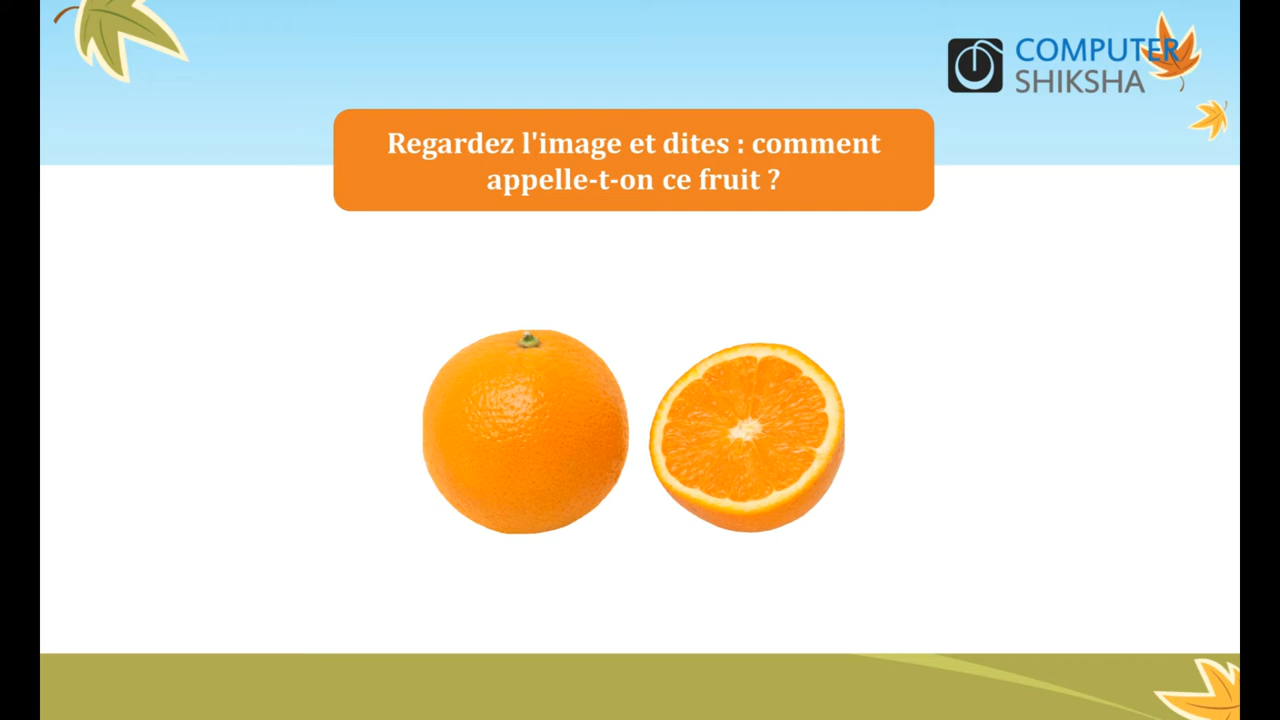 COMPUTER
SHIKSHA
Regardez l'image et dites : comment
appelle-t-on ce fruit ?